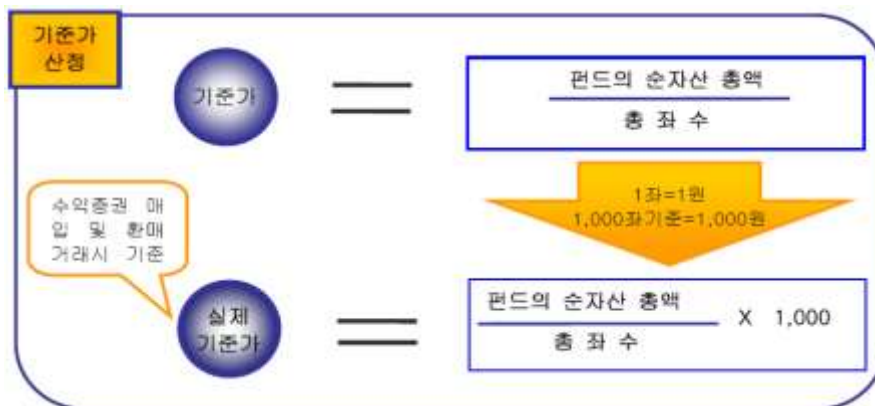 기준가
산정
기준가
펀드의 순자산 총액
총 좌 수
1좌=1원
1,000좌기준=1,000원
수익증권 매
입 및 환매
거래시 기준
실제
기준가
펀드의 순자산 총액
총 좌 수
X 1,000